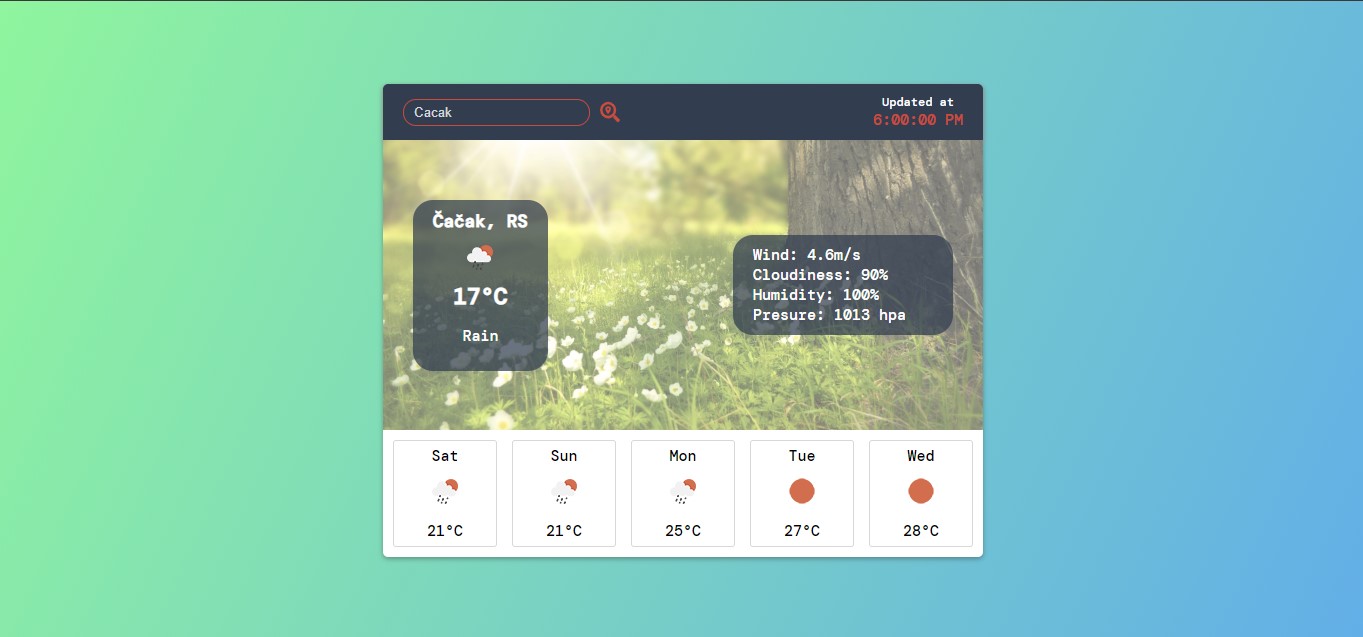 Cacak
Updated at
6:00:00 PM
Čačak, RS
17°C
Rain
Wind: 4.6m/s
Cloudiness: 90%
Humidity: 100%
Presure: 1013 hpa
Sat
21°C
Sun
21°C
Mon
25°C
Tue
27°C
Wed
28°C